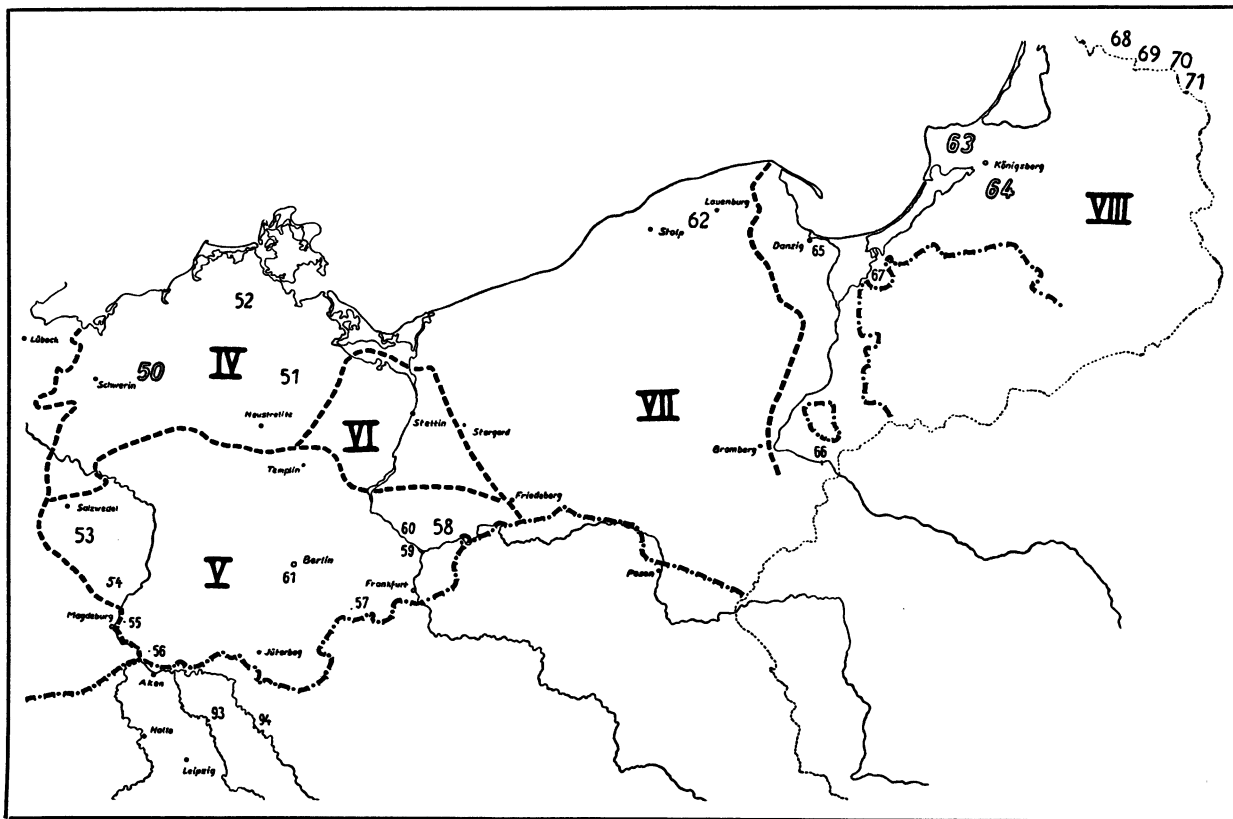 68
69
70
71
63
Königsberg
64
VIII
Lauenburg
62
Stolp
Danzig
65
67
52
Lübeck
50
IV
51
Schwerin
Neustrelitz
VI
Stettin
VII
Stargard
Bromberg
66
Templin
Salzwedel
Friedeberg
53
60
58
59
54
V
Berlin
61
Posen
Frankfurt
57
Magdeburg
55
56
Jüterbog
Aken
93
94
Halle
Leipzig